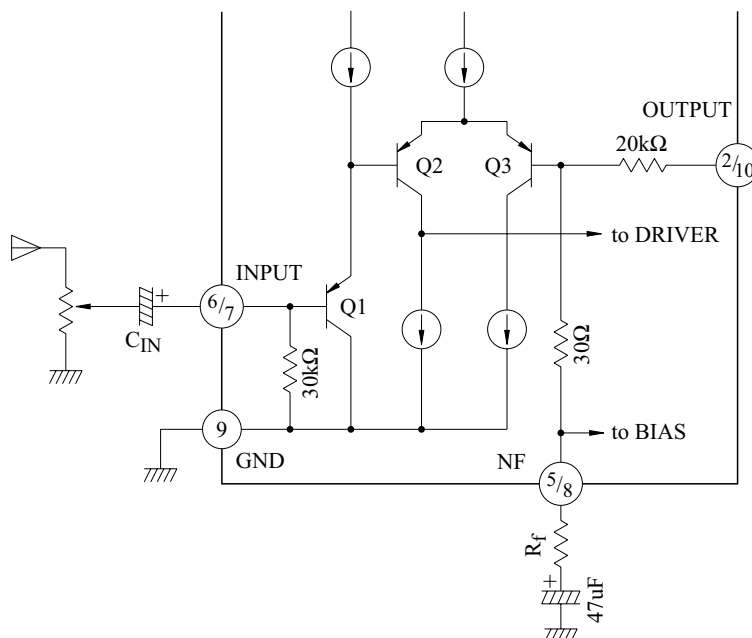 OUTPUT
20kΩ
2/10
Q2
Q3
to DRIVER
INPUT
6/7
+
CIN
Q1
30kΩ
30Ω
9
GND
NF
to BIAS
5/8
Rf
+
47uF